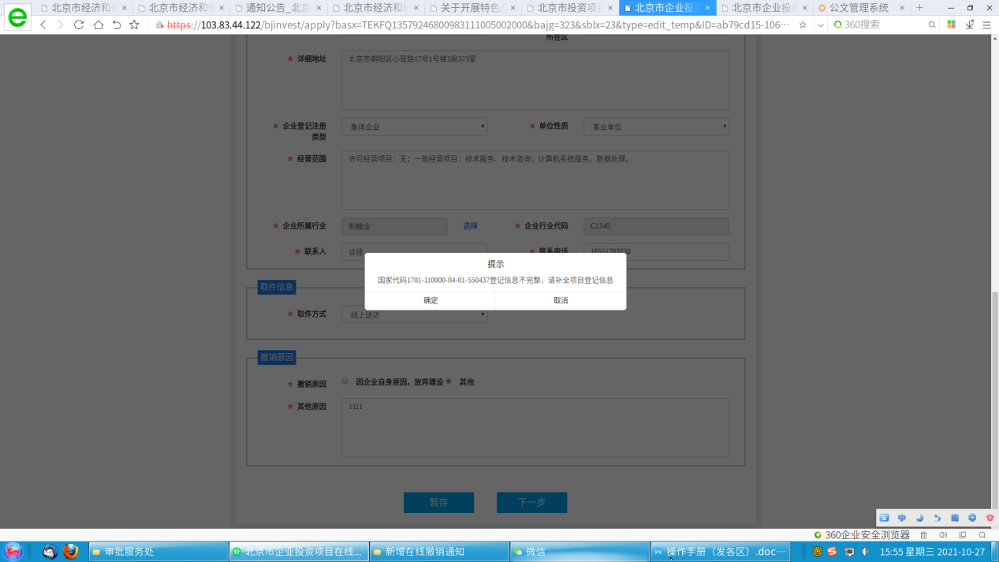 北京市经济和信
北京市经济和信
通知公告_北京
北京市经济和信
关于开展特色
北京市投资项目
北京市企业投
北京市企业投
公文管理系统
https://103.83.44.122/bjinvest/apply?basx=TEKFQ1357924680098311100500200&bajg=323&sblx=23&type=edit_temp&ID=ab79cd15-106···
360搜索
所在区
* 详细地址
北京市朝阳区小营路17号1号楼3层323室
* 企业登记注册类型
集体企业
* 单位性质
事业单位
* 经营范围
许可经营项目：无；一般经营项目：技术服务、技术咨询；计算机系统服务、数据处理。
* 企业所属行业
制糖业
选择
* 企业行业代码
C1340
* 联系人
谈捷
* 联系电话
18551783230
提示
国家代码1701-110000-04-01-550437登记信息不完整，请补全项目登记信息
确定
取消
取件信息
* 取件方式
线上送达
撤销原因
* 撤销原因
因企业自身原因，放弃建设
其他
* 其他原因
1111
暂存
下一步
中
360企业安全浏览器
审批服务处
北京市企业投资项目在线...
新增在线撤销通知
微信
操作手册（发各区）.doc···
15:55 星期三 2021-10-27